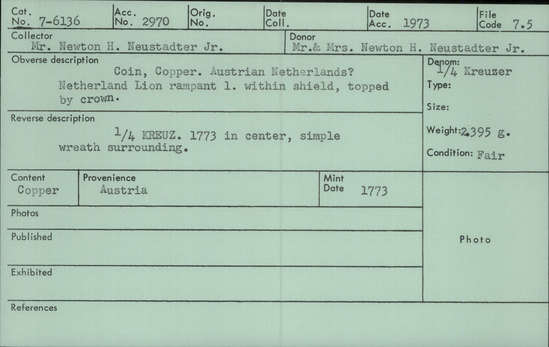 Cat. No. 7-6136 Acc. No. 2970 Orig. No. Date Coll. Date Acc. 1973 File Code 7.5
Collector Donor
Mr. Newton H. Neustadter Jr. Mr.& Mrs. Newton H. Neustadter Jr.
Obverse description Denom:
Coin, Copper. Austrian Netherlands? 1/4 Kreuzer
Netherland Lion rampant l. within shield, topped Type:
by crown.
Size:
Reverse description
1/4 KREUZ. 1773 in center, simple Weight: 2,395 g.
wreath surrounding.
Condition: Fair
Content Provenience Mint
Copper Austria Date 1773
Photos
Published
Photo
Exhibited
References